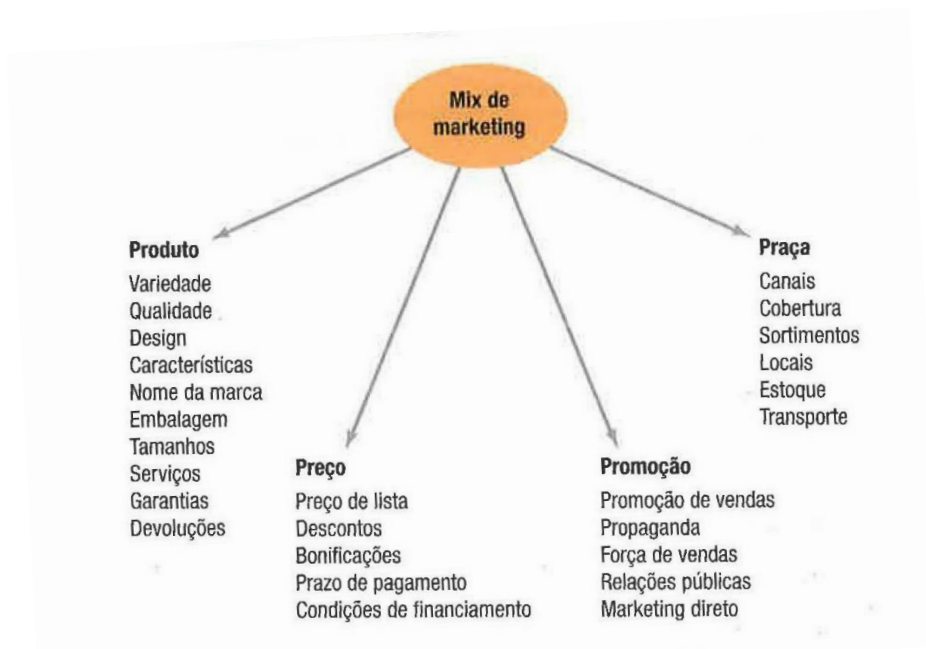 Mix de
marketing
Produto
Variedade
Qualidade
Design
Características
Nome da marca
Embalagem
Tamanhos
Serviços
Garantias
Devoluções
Preço
Preço de lista
Descontos
Bonificações
Prazo de pagamento
Condições de financiamento
Promoção
Promoção de vendas
Propaganda
Força de vendas
Relações públicas
Marketing direto
Praça
Canais
Cobertura
Sortimentos
Locais
Estoque
Transporte